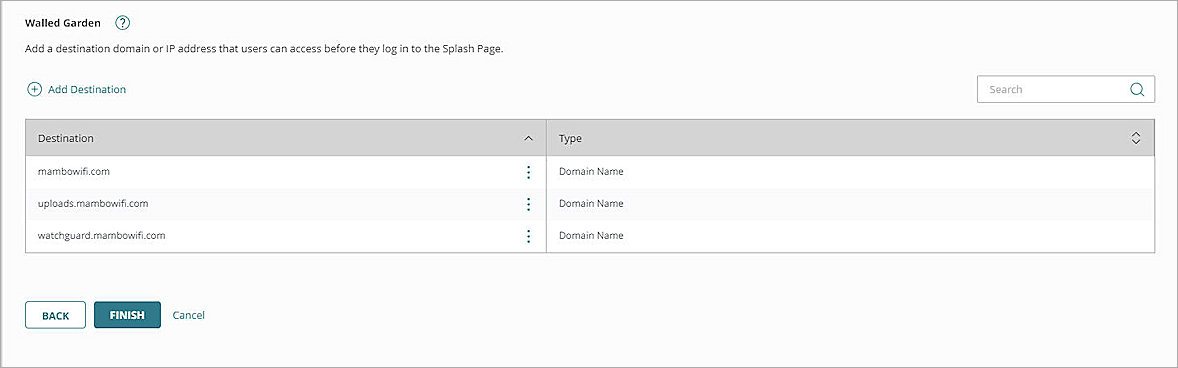 Walled Garden ?
Add a destination domain or IP address that users can access before they log in to the Splash Page.
Add Destination Search
Destination Type
mambowifi.com Domain Name
uploads.mambowifi.com Domain Name
watchguard.mambowifi.com Domain Name
BACK FINISH Cancel